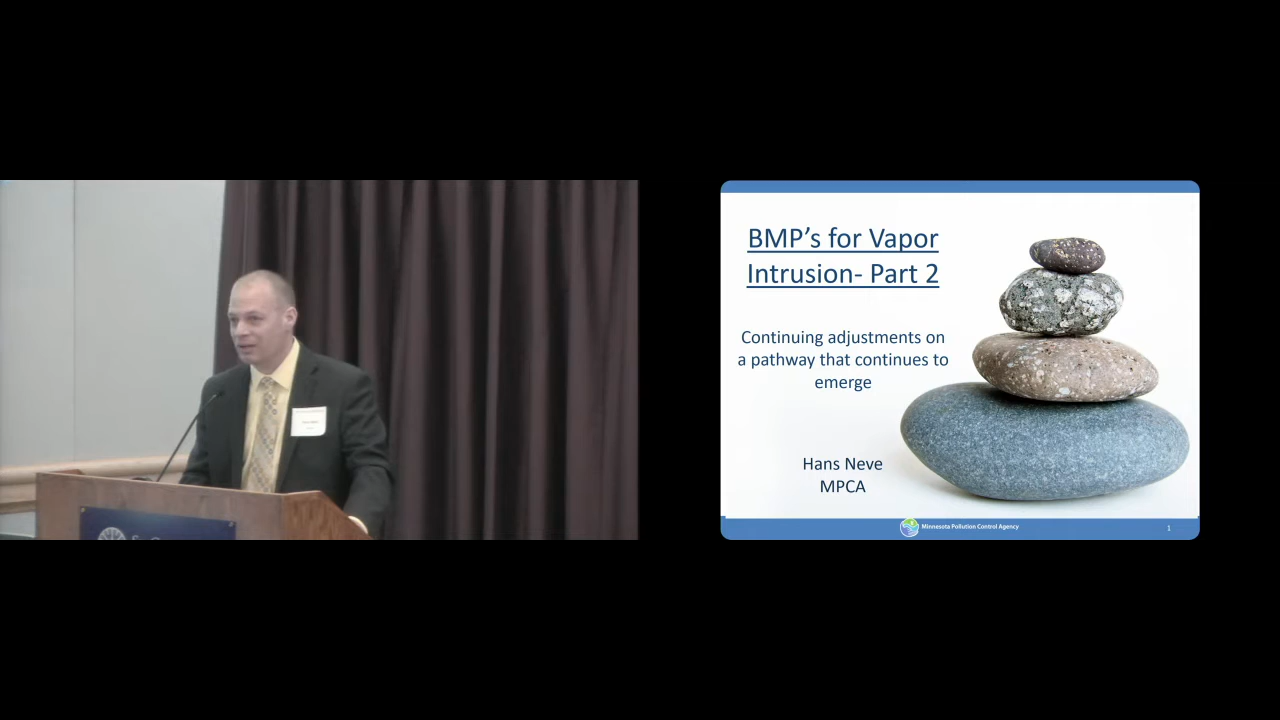 BMP's for Vapor
Intrusion- Part 2
Continuing adjustments on
a pathway that continues to
emerge
Hans Neve
MPCA
Minnesota Pollution Control Agency
1